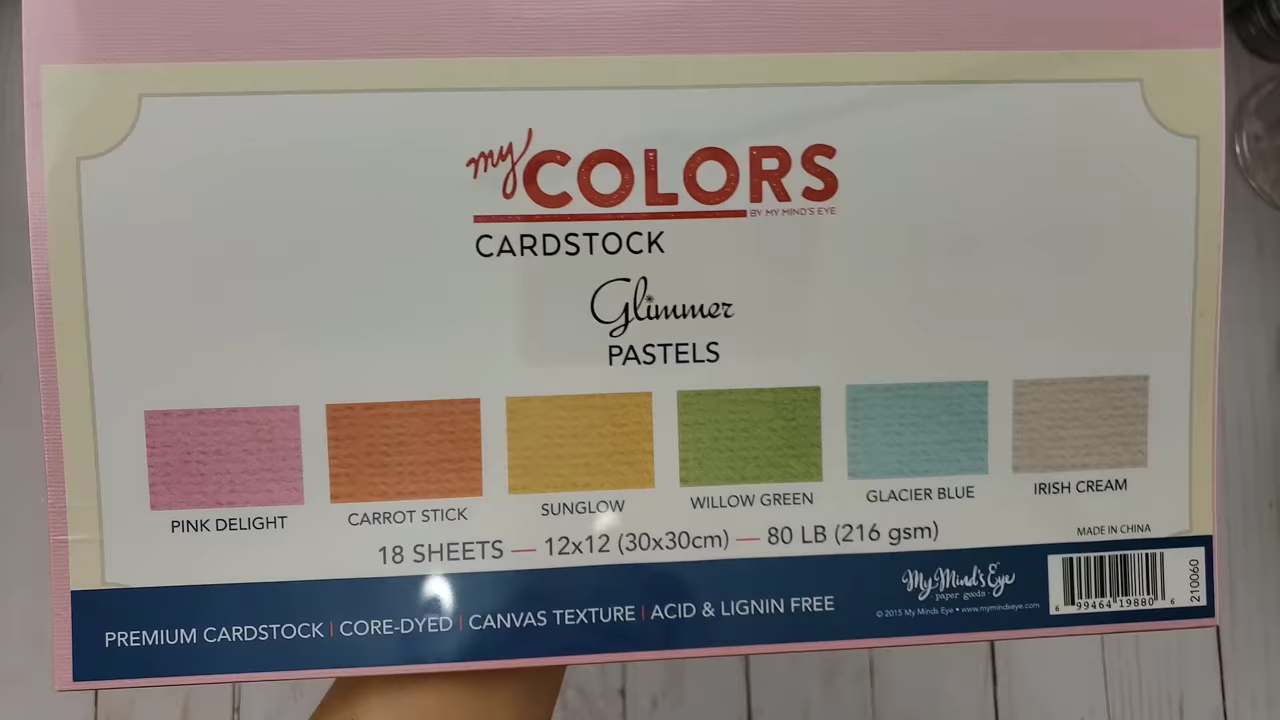 my COLORS
BY MY MIND'S EYE
CARDSTOCK
Glimmer
PASTELS
PINK DELIGHT
CARROT STICK
SUNGLOW
WILLOW GREEN
GLACIER BLUE
IRISH CREAM
18 SHEETS — 12x12 (30x30cm) — 80 LB (216 gsm)
MADE IN CHINA
PREMIUM CARDSTOCK | CORE-DYED | CANVAS TEXTURE | ACID & LIGNIN FREE
My Mind's Eye
paper goods
© 2015 My Minds Eye • www.mymindseye.com
6 99464 19880 6
210060